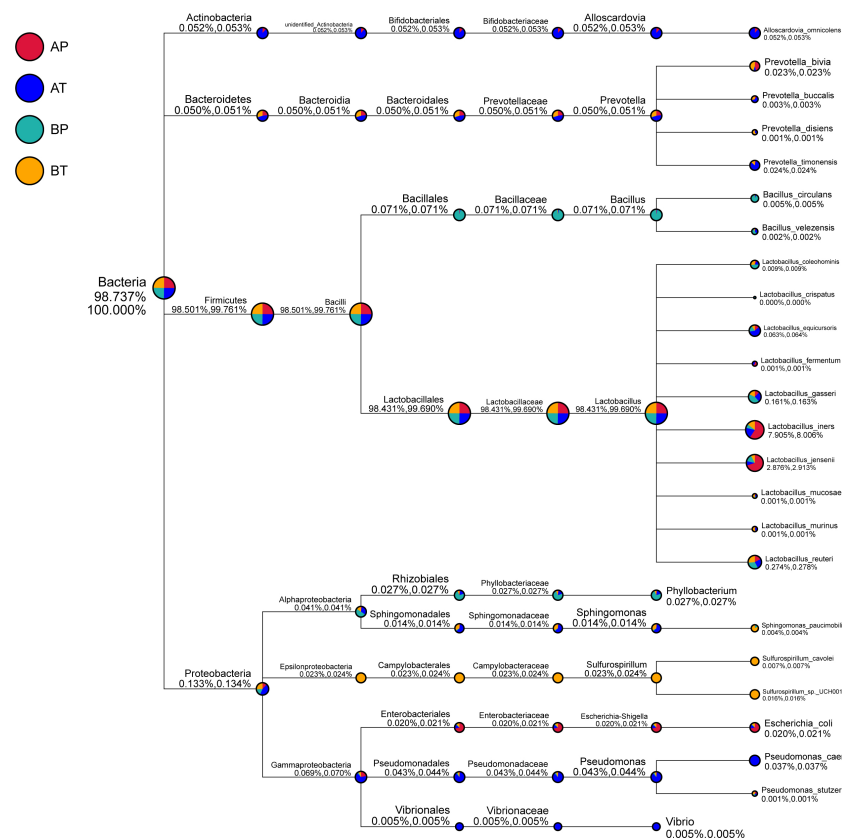 AP
AT
BP
BT
Bacteria
98.737%
100.000%
Actinobacteria
0.052%,0.053%
unidentified_Actinobacteria
0.052%,0.053%
Bifidobacteriales
0.052%,0.053%
Bifidobacteriaceae
0.052%,0.053%
Alloscardovia
0.052%,0.053%
Alloscardovia_omnicolens
0.052%,0.053%
Bacteroidetes
0.050%,0.051%
Bacteroidia
0.050%,0.051%
Bacteroidales
0.050%,0.051%
Prevotellaceae
0.050%,0.051%
Prevotella
0.050%,0.051%
Prevotella_bivia
0.023%,0.023%
Prevotella_buccalis
0.003%,0.003%
Prevotella_disiens
0.001%,0.001%
Prevotella_timonensis
0.024%,0.024%
Firmicutes
98.501%,99.761%
Bacilli
98.501%,99.761%
Bacillales
0.071%,0.071%
Bacillaceae
0.071%,0.071%
Bacillus
0.071%,0.071%
Bacillus_circulans
0.005%,0.005%
Bacillus_velezensis
0.002%,0.002%
Lactobacillales
98.431%,99.690%
Lactobacillaceae
98.431%,99.690%
Lactobacillus
98.431%,99.690%
Lactobacillus_coleohominis
0.009%,0.009%
Lactobacillus_crispatus
0.000%,0.000%
Lactobacillus_equicursoris
0.063%,0.064%
Lactobacillus_fermentum
0.001%,0.001%
Lactobacillus_gasseri
0.161%,0.163%
Lactobacillus_iners
7.905%,8.006%
Lactobacillus_jensenii
2.876%,2.913%
Lactobacillus_mucosae
0.001%,0.001%
Lactobacillus_murinus
0.001%,0.001%
Lactobacillus_reuteri
0.274%,0.278%
Proteobacteria
0.133%,0.134%
Alphaproteobacteria
0.041%,0.041%
Rhizobiales
0.027%,0.027%
Phyllobacteriaceae
0.027%,0.027%
Phyllobacterium
0.027%,0.027%
Sphingomonadales
0.014%,0.014%
Sphingomonadaceae
0.014%,0.014%
Sphingomonas
0.014%,0.014%
Sphingomonas_paucimobili
0.004%,0.004%
Epsilonproteobacteria
0.023%,0.024%
Campylobacterales
0.023%,0.024%
Campylobacteraceae
0.023%,0.024%
Sulfurospirillum
0.023%,0.024%
Sulfurospirillum_cavolei
0.007%,0.007%
Sulfurospirillum_sp._UCH001
0.016%,0.016%
Gammaproteobacteria
0.069%,0.070%
Enterobacteriales
0.020%,0.021%
Enterobacteriaceae
0.020%,0.021%
Escherichia-Shigella
0.020%,0.021%
Escherichia_coli
0.020%,0.021%
Pseudomonadales
0.043%,0.044%
Pseudomonadaceae
0.043%,0.044%
Pseudomonas
0.043%,0.044%
Pseudomonas_cae
0.037%,0.037%
Pseudomonas_stutzer
0.001%,0.001%
Vibrionales
0.005%,0.005%
Vibrionaceae
0.005%,0.005%
Vibrio
0.005%,0.005%